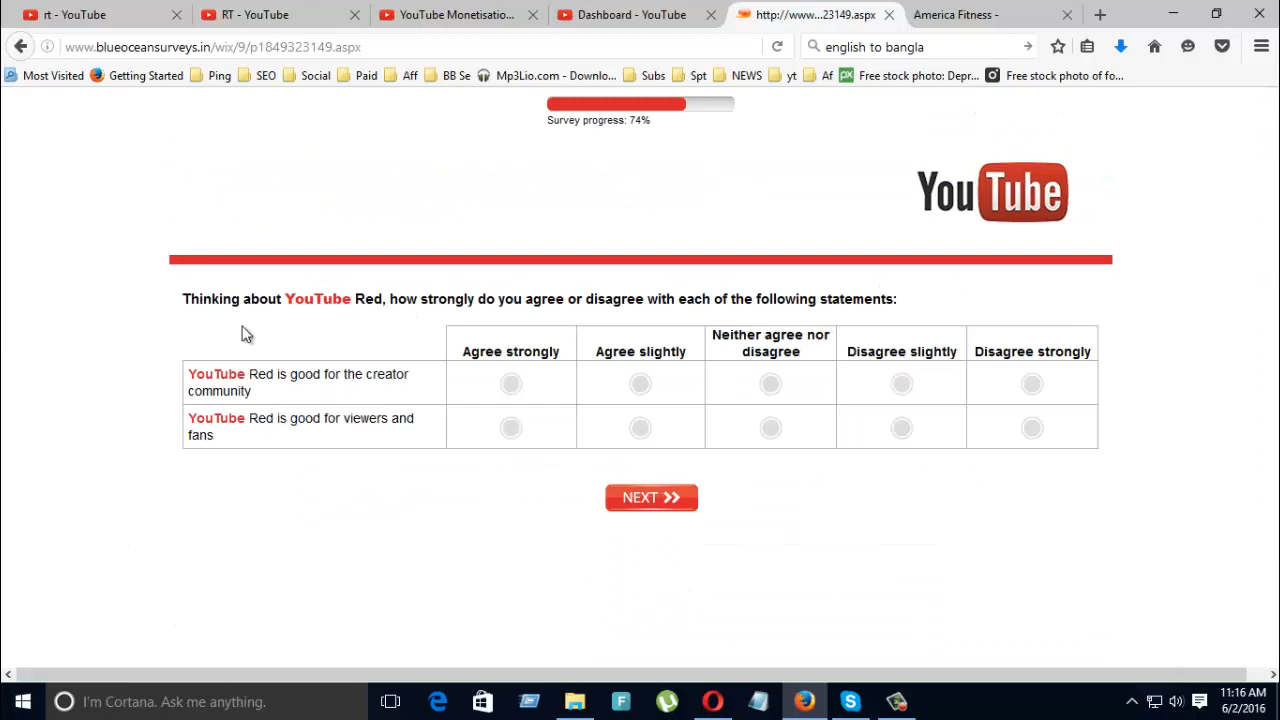 rt - YouTube
RT - YouTube
YouTube Monetisatio...
Dashboard - YouTube
http://www...23149.aspx
America Fitness -
www.blueoceansurveys.in/wix/9/p1849323149.aspx
english to bangla
Most Visited
Getting Started
Ping
SEO
Social
Paid
Aff
BB Se
Mp3Lio.com - Downlo...
Subs
Spt
NEWS
yt
Af
px
Free stock photo: Depr...
Free stock photo of fo...
Survey progress: 74%
YouTube
Thinking about YouTube Red, how strongly do you agree or disagree with each of the following statements:
Agree strongly
Agree slightly
Neither agree nor
disagree
Disagree slightly
Disagree strongly
YouTube Red is good for the creator
community
YouTube Red is good for viewers and
fans
NEXT
I'm Cortana. Ask me anything.
11:16 AM
6/2/2016